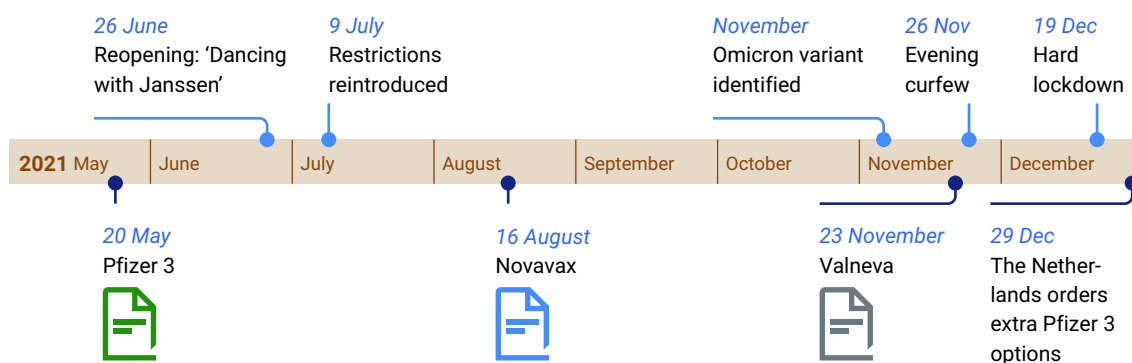 26 June
Reopening: ‘Dancing
with Janssen’
9 July
Restrictions
reintroduced
November
Omicron variant
identified
26 Nov
Evening
curfew
19 Dec
Hard
lockdown
2021 May
June
July
August
September
October
November
December
20 May
Pfizer 3
16 August
Novavax
23 November
Valneva
29 Dec
The Nether-
lands orders
extra Pfizer 3
options